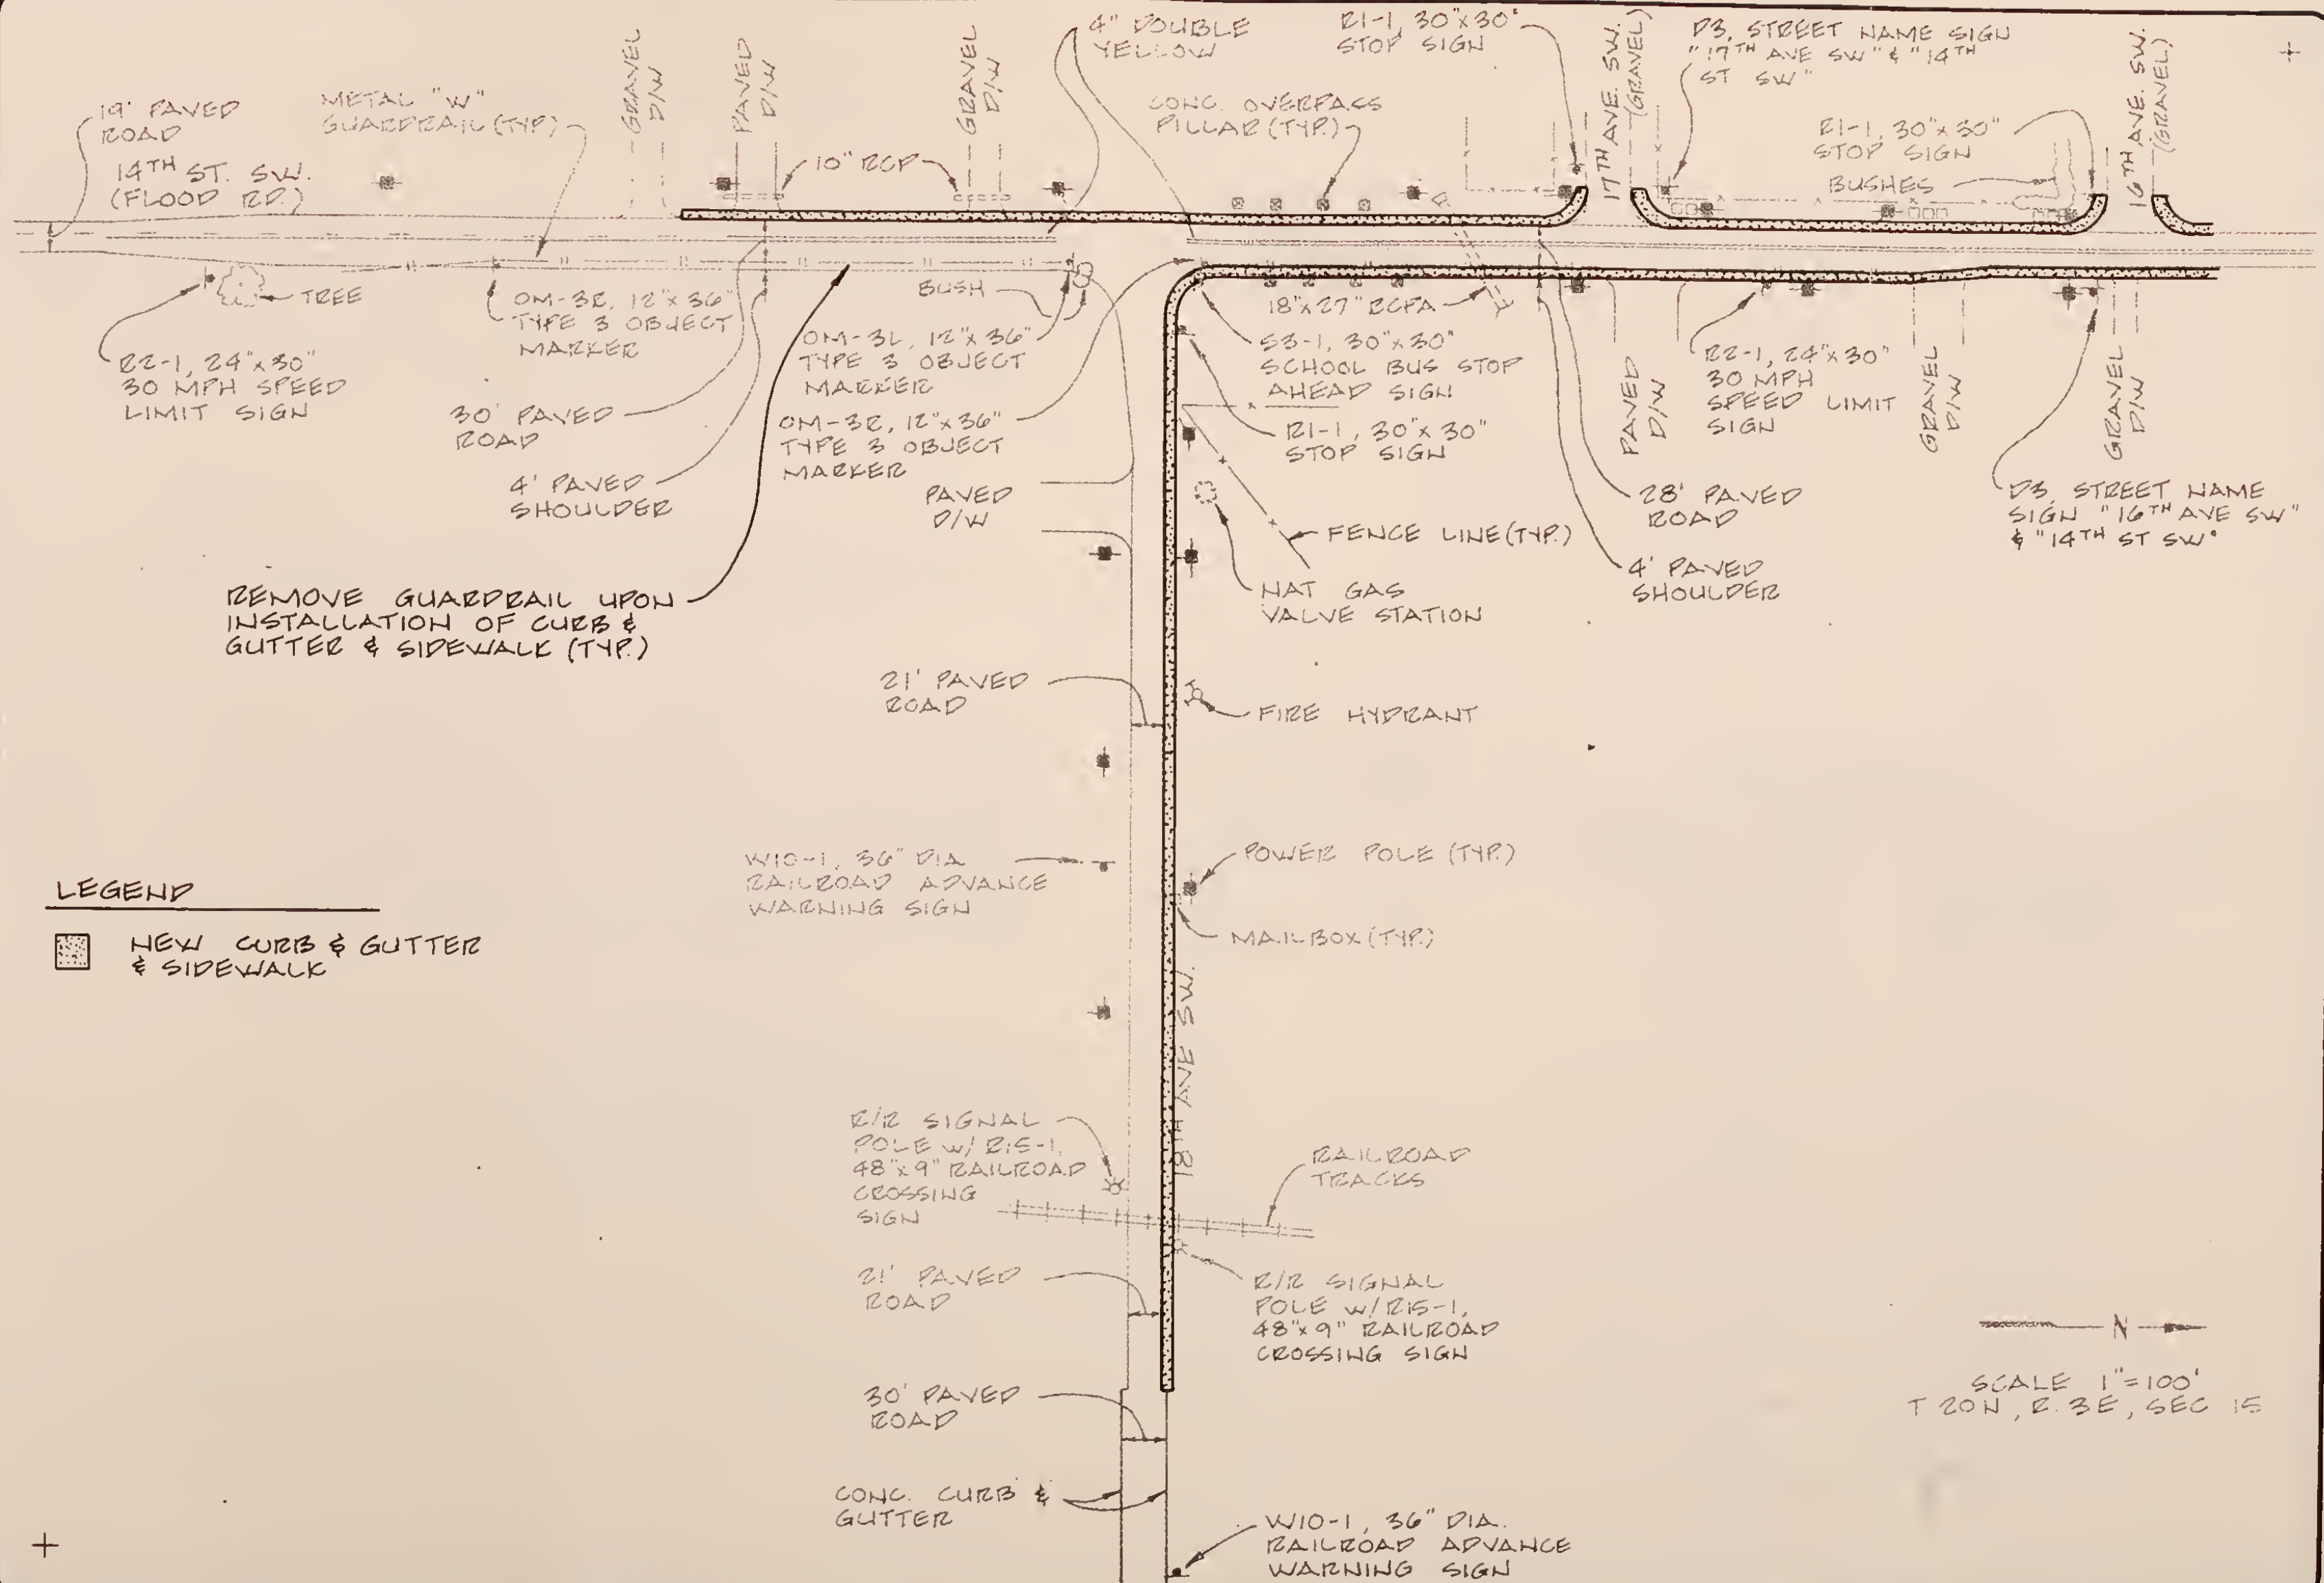 19' PAVED
ROAD
14TH ST. SW.
(FLOOD RD.)
METAL "W"
GUARDRAIL (TYP.)
GRAVEL
D/W
PAVED
D/W
10" RCP
GRAVEL
D/W
4" DOUBLE
YELLOW
CONC. OVERPASS
PILLAR (TYP.)
R1-1, 30"x30"
STOP SIGN
17TH AVE. SW.
(GRAVEL)
D3, STREET NAME SIGN
"17TH AVE SW" & "14TH
ST SW"
R1-1, 30"x30"
STOP SIGN
BUSHES
16TH AVE. SW.
(GRAVEL)
TREE
R2-1, 24"x30"
30 MPH SPEED
LIMIT SIGN
OM-3R, 12"x36"
TYPE 3 OBJECT
MARKER
30' PAVED
ROAD
4' PAVED
SHOULDER
BUSH
OM-3L, 12"x36"
TYPE 3 OBJECT
MARKER
OM-3R, 12"x36"
TYPE 3 OBJECT
MARKER
PAVED
D/W
18"x27" RCPA
S3-1, 30"x30"
SCHOOL BUS STOP
AHEAD SIGN
R1-1, 30"x30"
STOP SIGN
FENCE LINE (TYP.)
NAT GAS
VALVE STATION
PAVED
D/W
R2-1, 24"x30"
30 MPH
SPEED LIMIT
SIGN
GRAVEL
D/W
GRAVEL
D/W
28' PAVED
ROAD
4' PAVED
SHOULDER
D3, STREET NAME
SIGN "16TH AVE SW"
& "14TH ST SW"
REMOVE GUARDRAIL UPON
INSTALLATION OF CURB &
GUTTER & SIDEWALK (TYP.)
21' PAVED
ROAD
FIRE HYDRANT
W10-1, 36" DIA
RAILROAD ADVANCE
WARNING SIGN
POWER POLE (TYP.)
MAILBOX (TYP.)
LEGEND
NEW CURB & GUTTER
& SIDEWALK
18TH AVE SW.
R/R SIGNAL
POLE w/ R15-1,
48"x9" RAILROAD
CROSSING
SIGN
RAILROAD
TRACKS
21' PAVED
ROAD
R/R SIGNAL
POLE w/ R15-1,
48"x9" RAILROAD
CROSSING SIGN
30' PAVED
ROAD
CONC. CURB &
GUTTER
W10-1, 36" DIA.
RAILROAD ADVANCE
WARNING SIGN
N
SCALE 1"=100'
T 20N, R. 3E, SEC 15